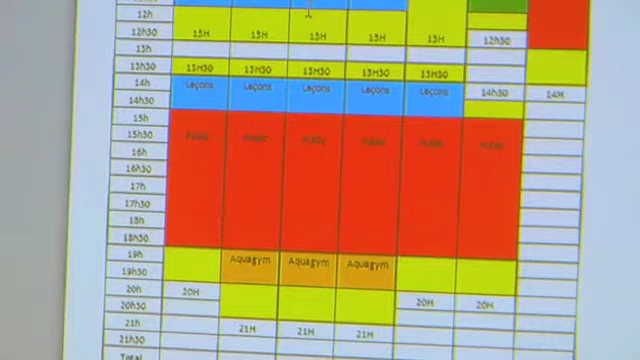 12h
12h30 13H 13H 13H 13H 13H 12h30
13h
13h30 13H30 13H30 13H30 13H30 13H30
14h Leçons Leçons Leçons Leçons Leçons 14h30 14H
14h30
15h
15h30 Public Public Public Public Public Public
16h
16h30
17h
17h30
18h
18h30
19h Aquagym Aquagym Aquagym
19h30
20h 20H 20H 20H
20h30
21h 21H 21H 21H
21h30
Total